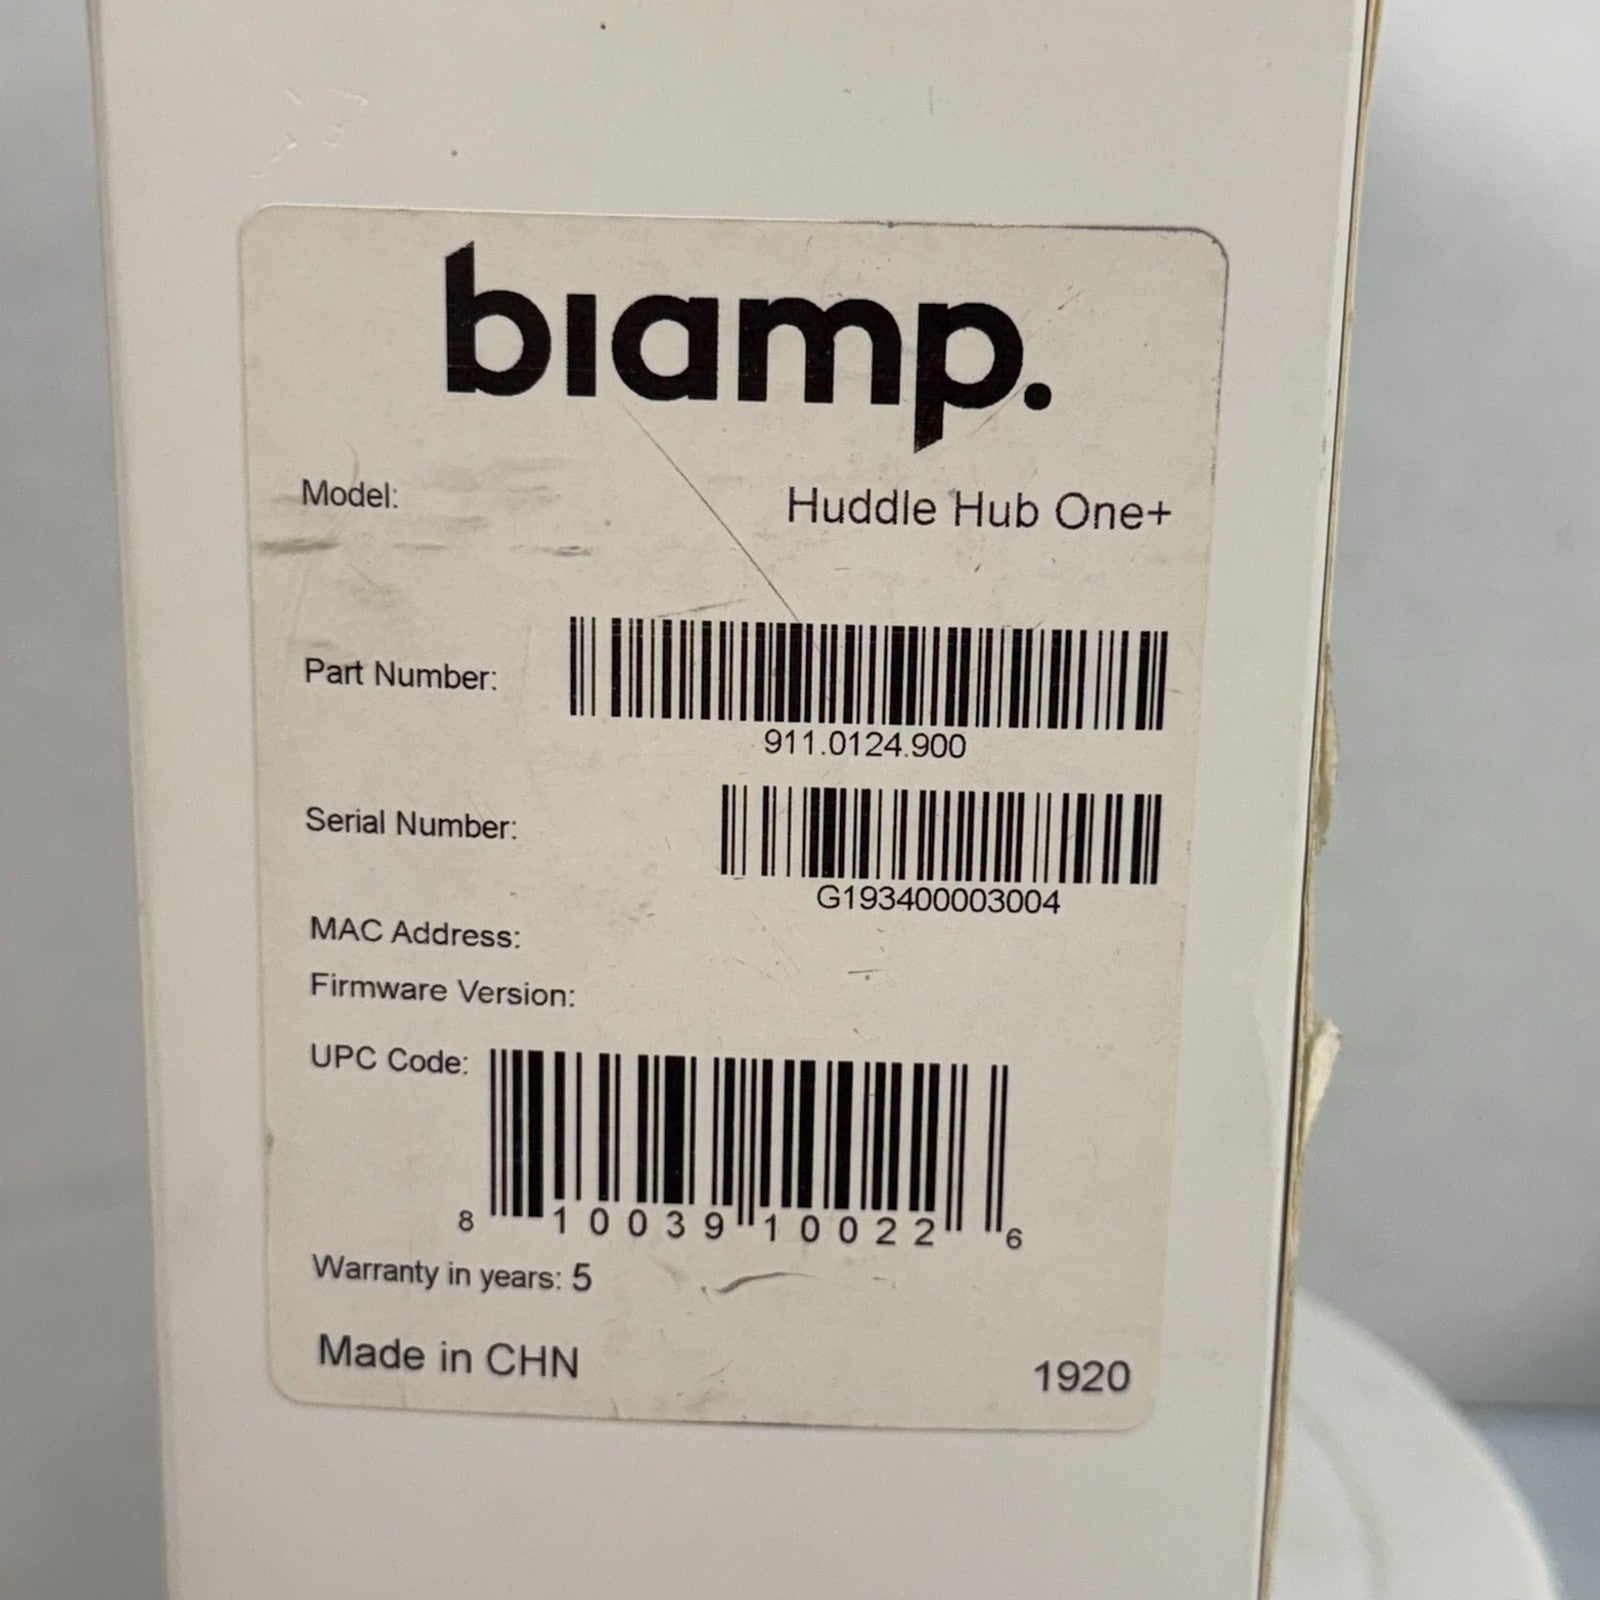 biamp.
Model: Huddle Hub One+
Part Number:
911.0124.900
Serial Number:
G193400003004
MAC Address:
Firmware Version:
UPC Code:
8 10039 10022 6
Warranty in years: 5
Made in CHN 1920